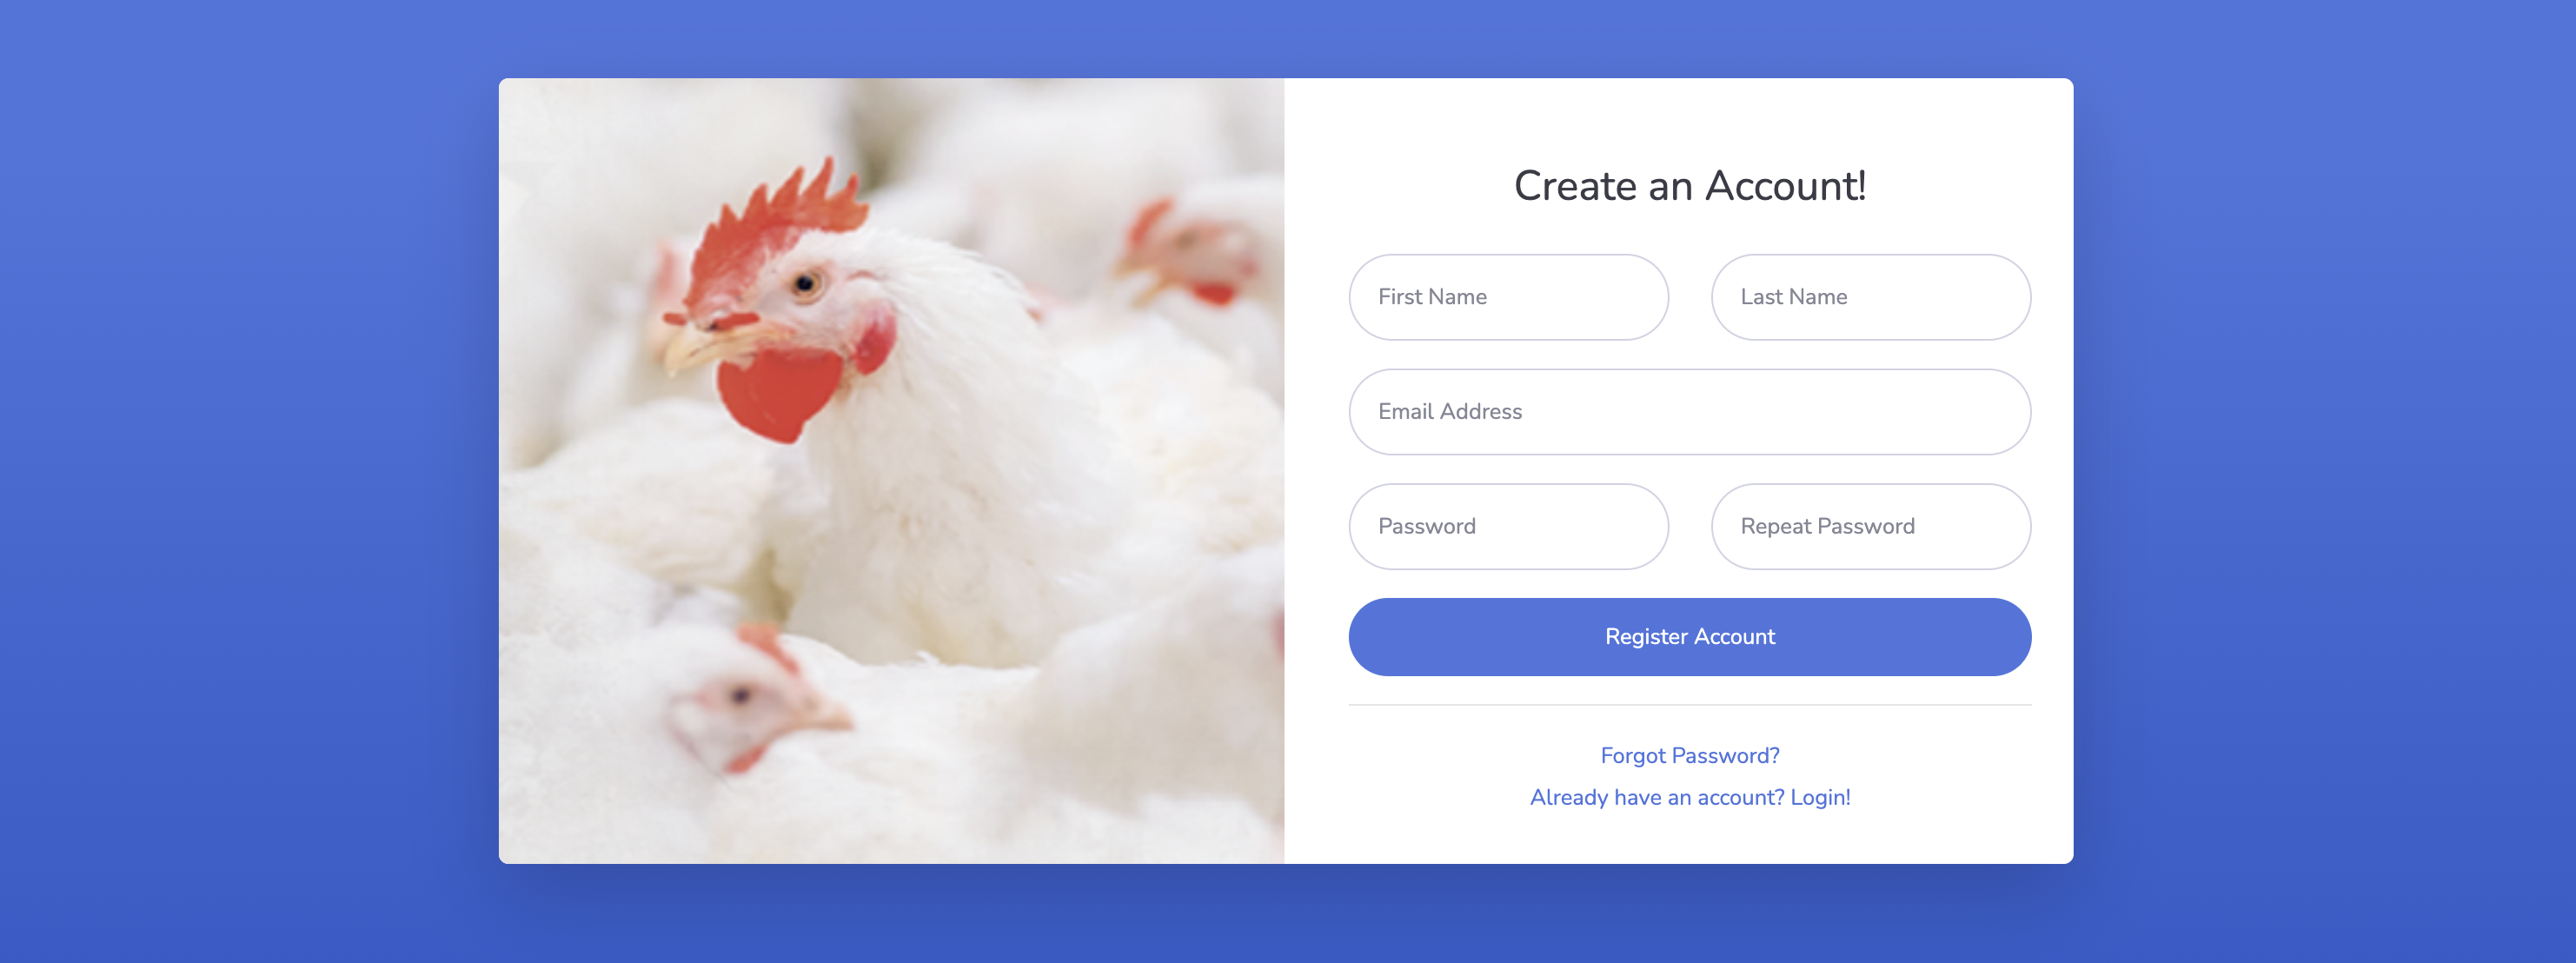 Create an Account!
First Name Last Name
Email Address
Password Repeat Password
Register Account
Forgot Password?
Already have an account? Login!